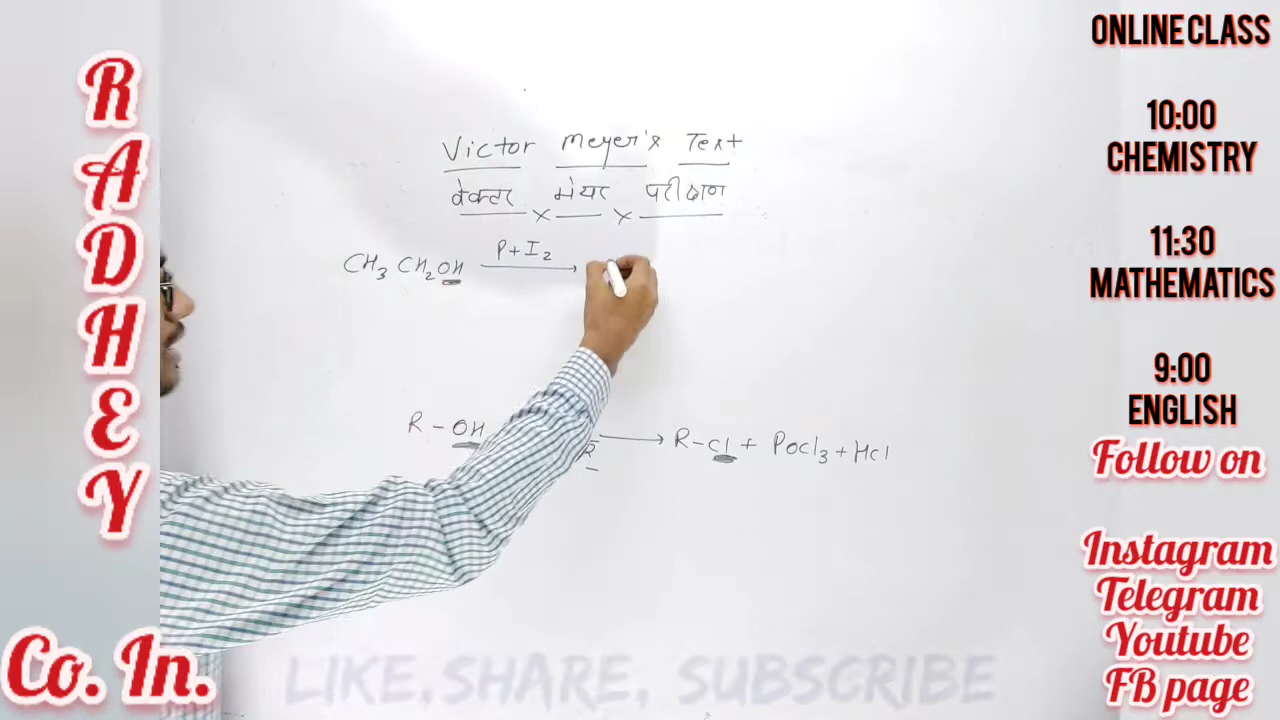 RADHEY
Co. In.
Victor Meyer's Text
वेक्टर मेयर परीक्षण
CH3 CH2OH P+I2 →
R - OH → R-Cl + POCl3 + HCl
ONLINE CLASS
10:00
CHEMISTRY
11:30
MATHEMATICS
9:00
ENGLISH
Follow on
Instagram
Telegram
Youtube
FB page
LIKE,SHARE, SUBSCRIBE